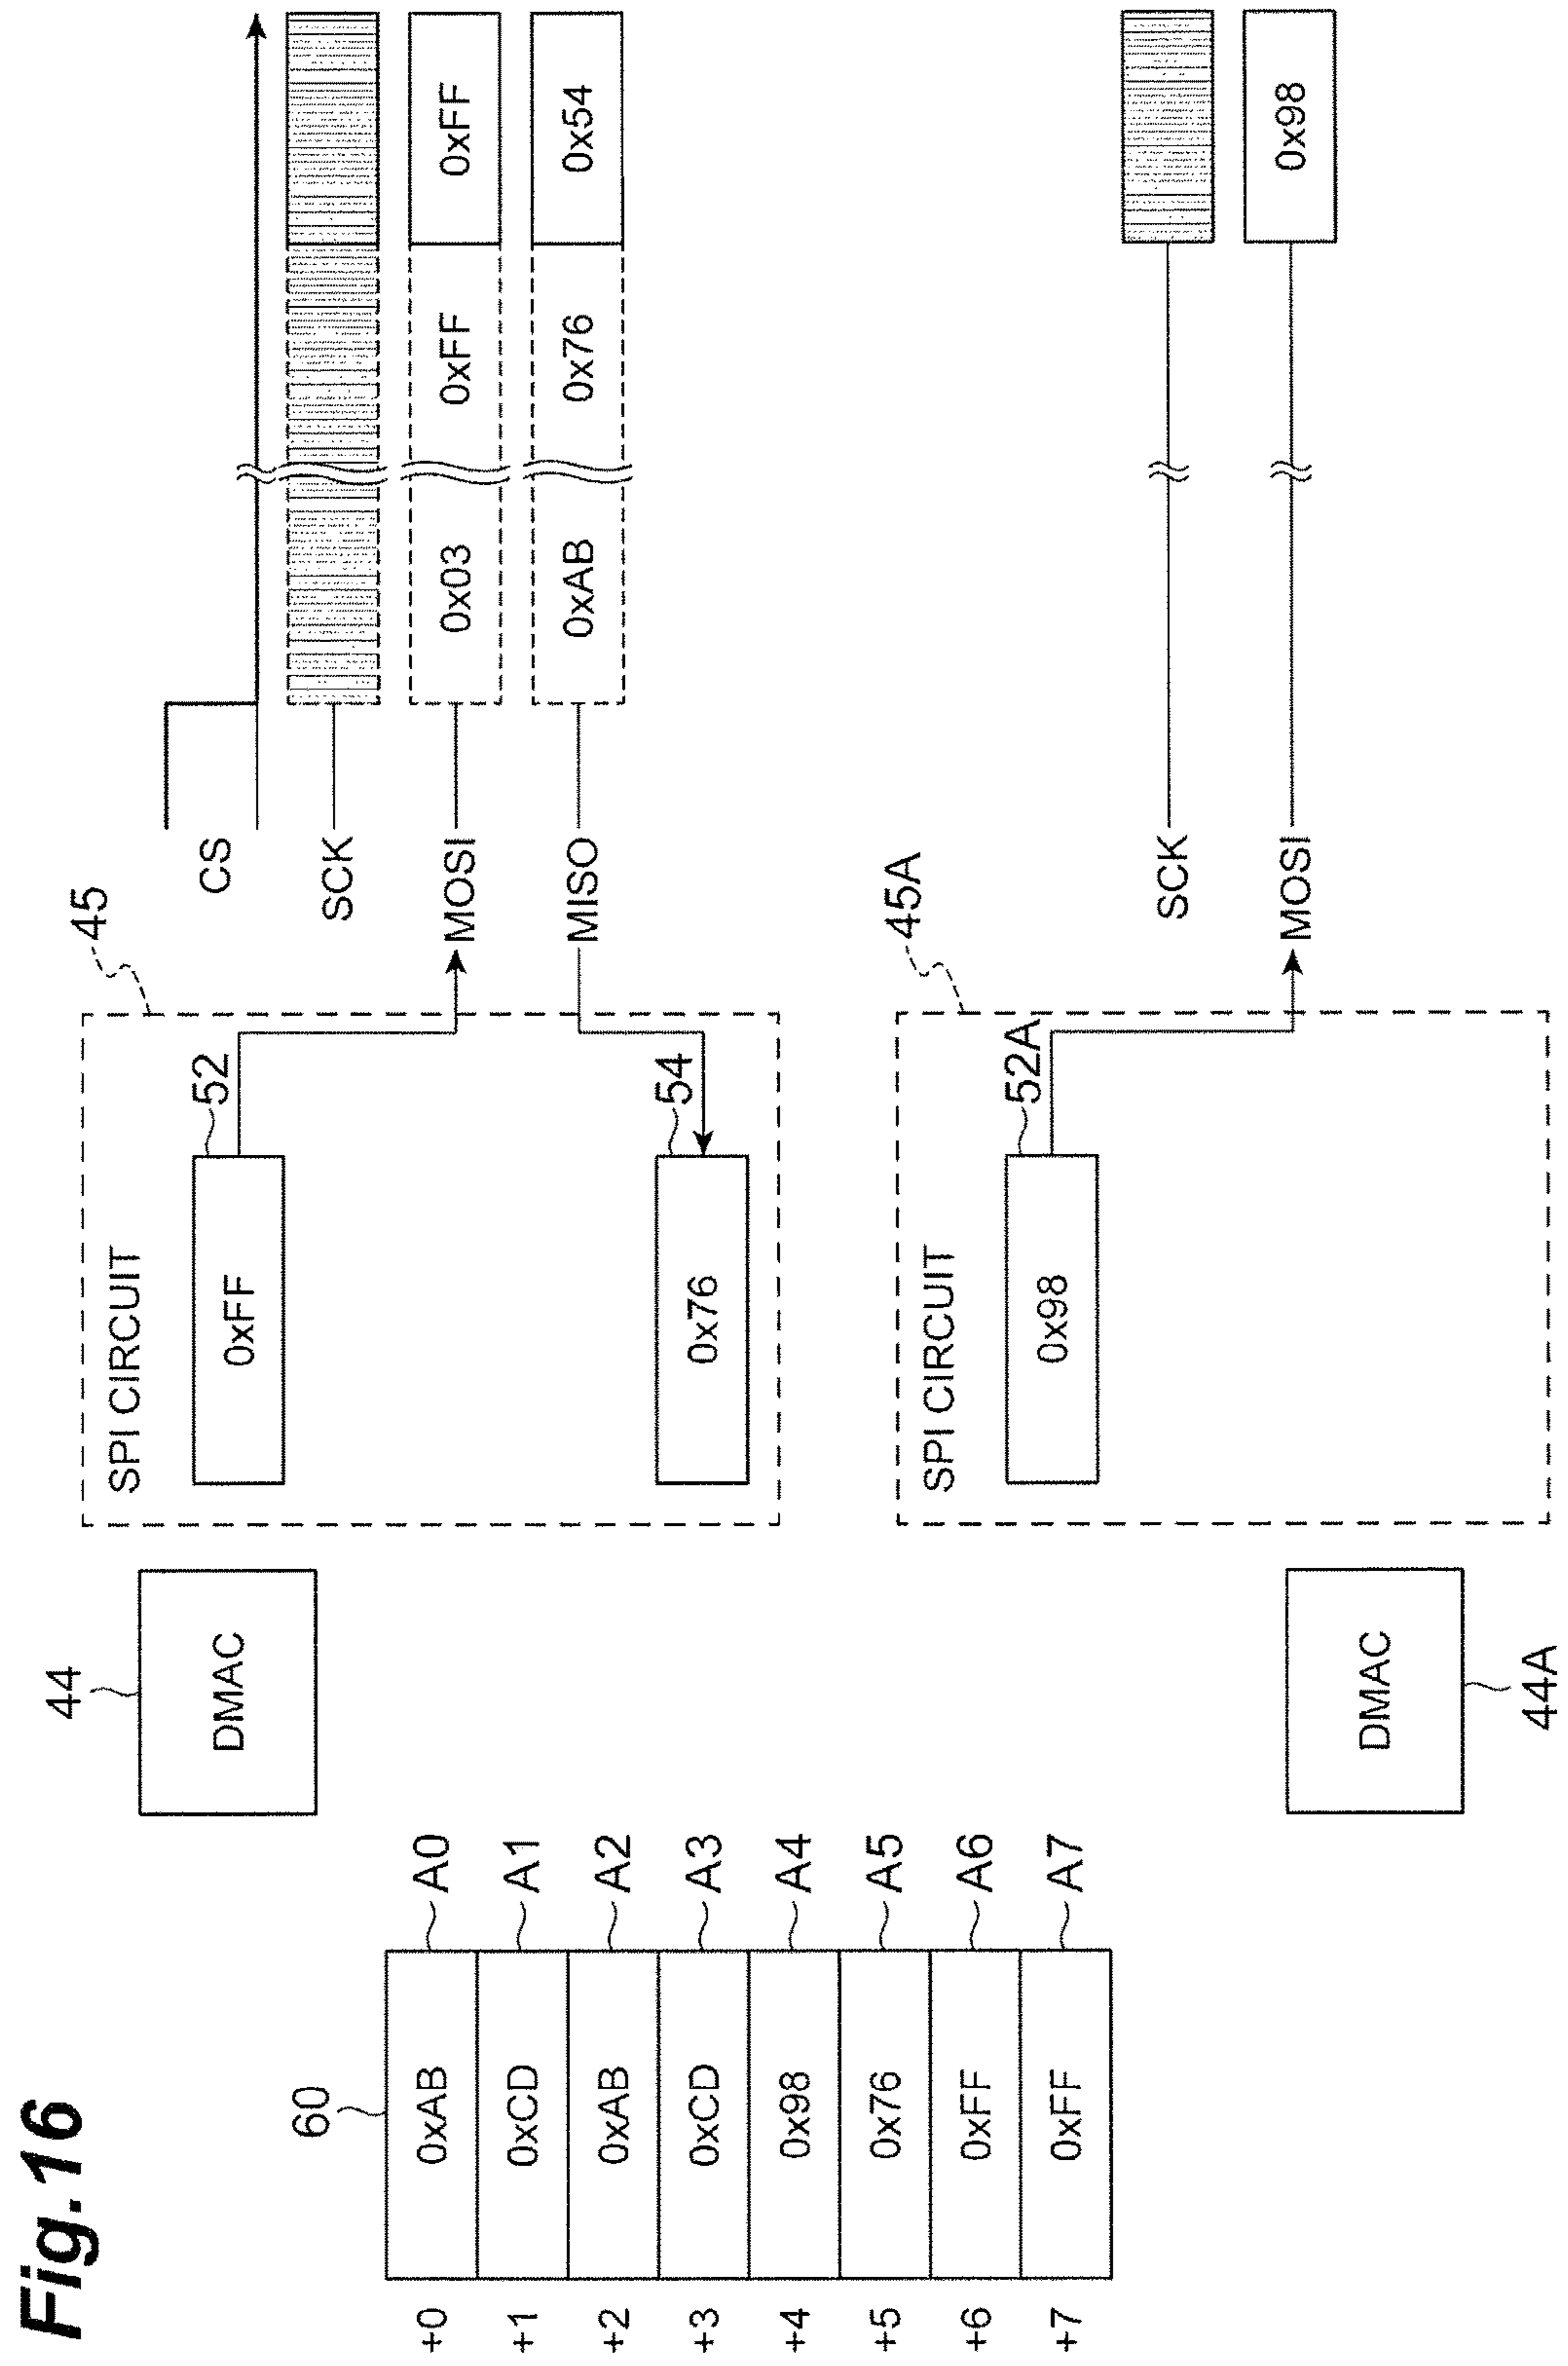 Fig.16
60
+0 0xAB A0
+1 0xCD A1
+2 0xAB A2
+3 0xCD A3
+4 0x98 A4
+5 0x76 A5
+6 0xFF A6
+7 0xFF A7
44
DMAC
DMAC
44A
45
SPI CIRCUIT
0xFF 52
0x76 54
CS
SCK
MOSI 0x03 0xFF 0xFF
MISO 0xAB 0x76 0x54
45A
SPI CIRCUIT
0x98 52A
SCK
MOSI 0x98